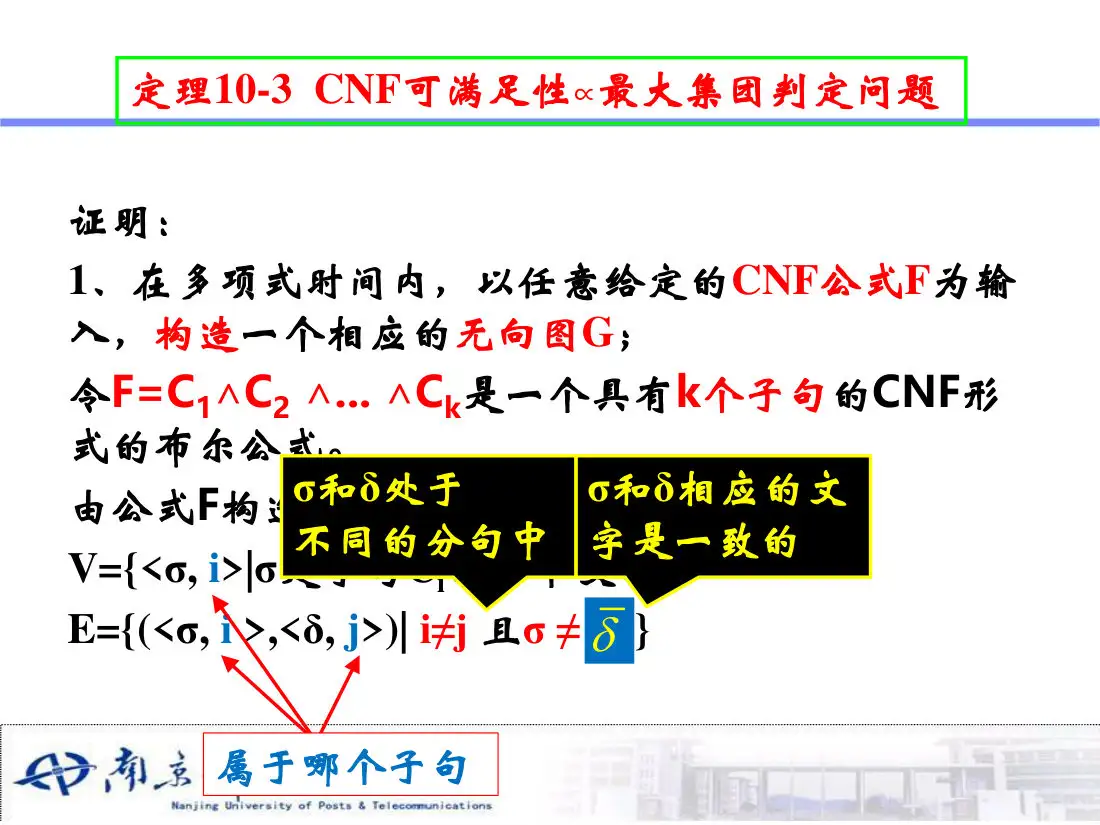 定理10-3 CNF可满足性∝最大集团判定问题
证明：
1、在多项式时间内，以任意给定的CNF公式F为输
入，构造一个相应的无向图G；
令F=C₁∧C₂ ∧... ∧Cₖ是一个具有k个子句的CNF形
式的布尔公式。
由公式F构造
σ和δ处于
不同的分句中
σ和δ相应的文
字是一致的
V={<σ, i>|σ
E={(<σ, i >,<δ, j>)| i≠j 且σ ≠ δ̅ }
属于哪个子句
南京
Nanjing University of Posts & Telecommunications